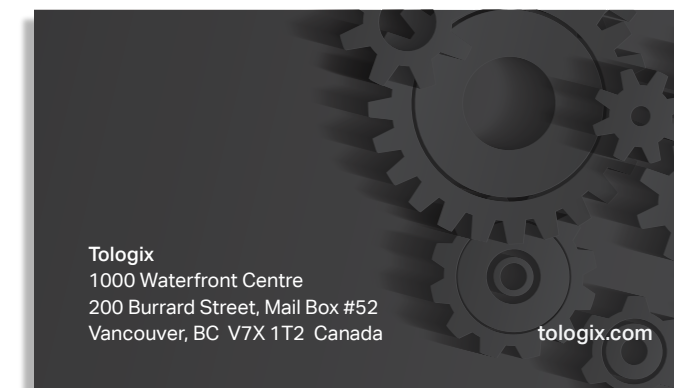 Tologix
1000 Waterfront Centre
200 Burrard Street, Mail Box #52
Vancouver, BC  V7X 1T2  Canada
tologix.com